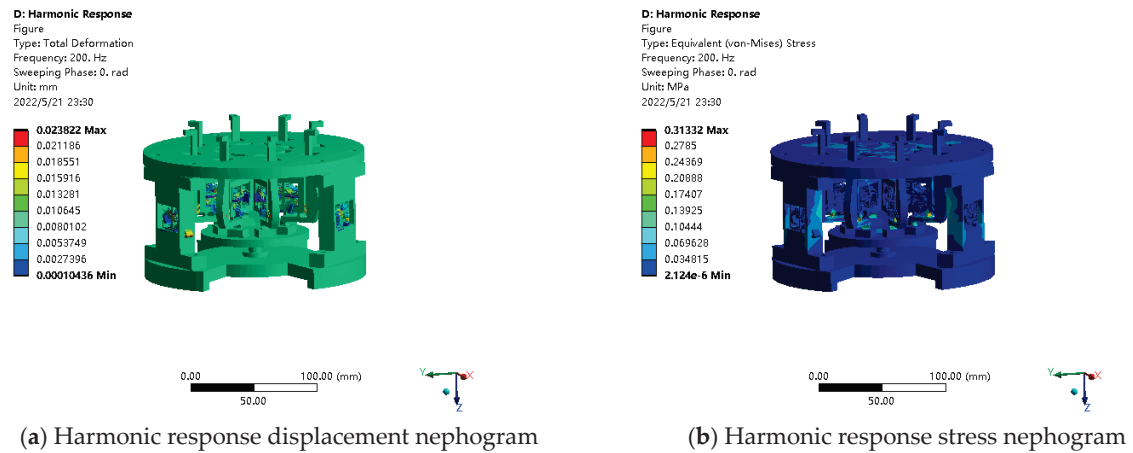 D: Harmonic Response
Figure
Type: Total Deformation
Frequency: 200. Hz
Sweeping Phase: 0. rad
Unit: mm
2022/5/21 23:30
0.023822 Max
0.021186
0.018551
0.015916
0.013281
0.010645
0.0080102
0.0053749
0.0027396
0.00010436 Min
0.00
100.00 (mm)
50.00
Y
X
Z
(a) Harmonic response displacement nephogram
D: Harmonic Response
Figure
Type: Equivalent (von-Mises) Stress
Frequency: 200. Hz
Sweeping Phase: 0. rad
Unit: MPa
2022/5/21 23:30
0.31332 Max
0.2785
0.24369
0.20888
0.17407
0.13925
0.10444
0.069628
0.034815
2.124e-6 Min
0.00
100.00 (mm)
50.00
Y
X
Z
(b) Harmonic response stress nephogram